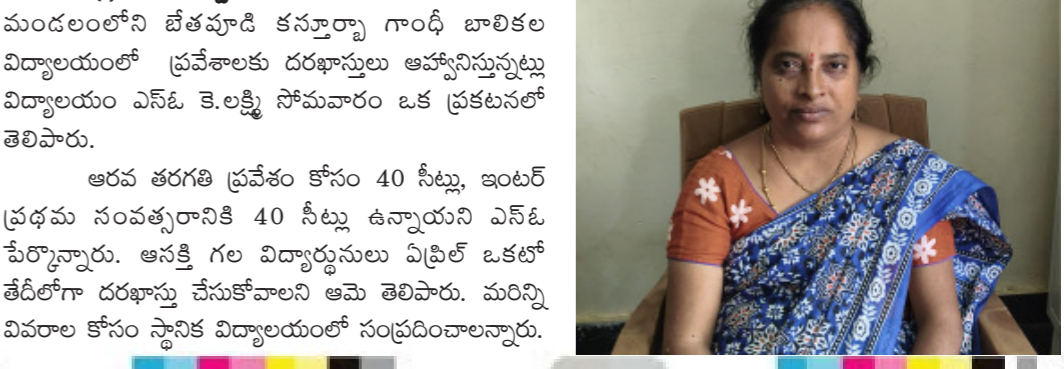 మండలంలోని బేతపూడి కస్తూర్బా గాంధీ బాలికల
విద్యాలయంలో ప్రవేశాలకు దరఖాస్తులు ఆహ్వానిస్తున్నట్లు
విద్యాలయం ఎస్ఓ కె.లక్ష్మి సోమవారం ఒక ప్రకటనలో
తెలిపారు.
ఆరవ తరగతి ప్రవేశం కోసం 40 సీట్లు, ఇంటర్
ప్రథమ సంవత్సరానికి 40 సీట్లు ఉన్నాయని ఎస్ఓ
పేర్కొన్నారు. ఆసక్తి గల విద్యార్థునులు ఏప్రిల్ ఒకటో
తేదీలోగా దరఖాస్తు చేసుకోవాలని ఆమె తెలిపారు. మరిన్ని
వివరాల కోసం స్థానిక విద్యాలయంలో సంప్రదించాలన్నారు.